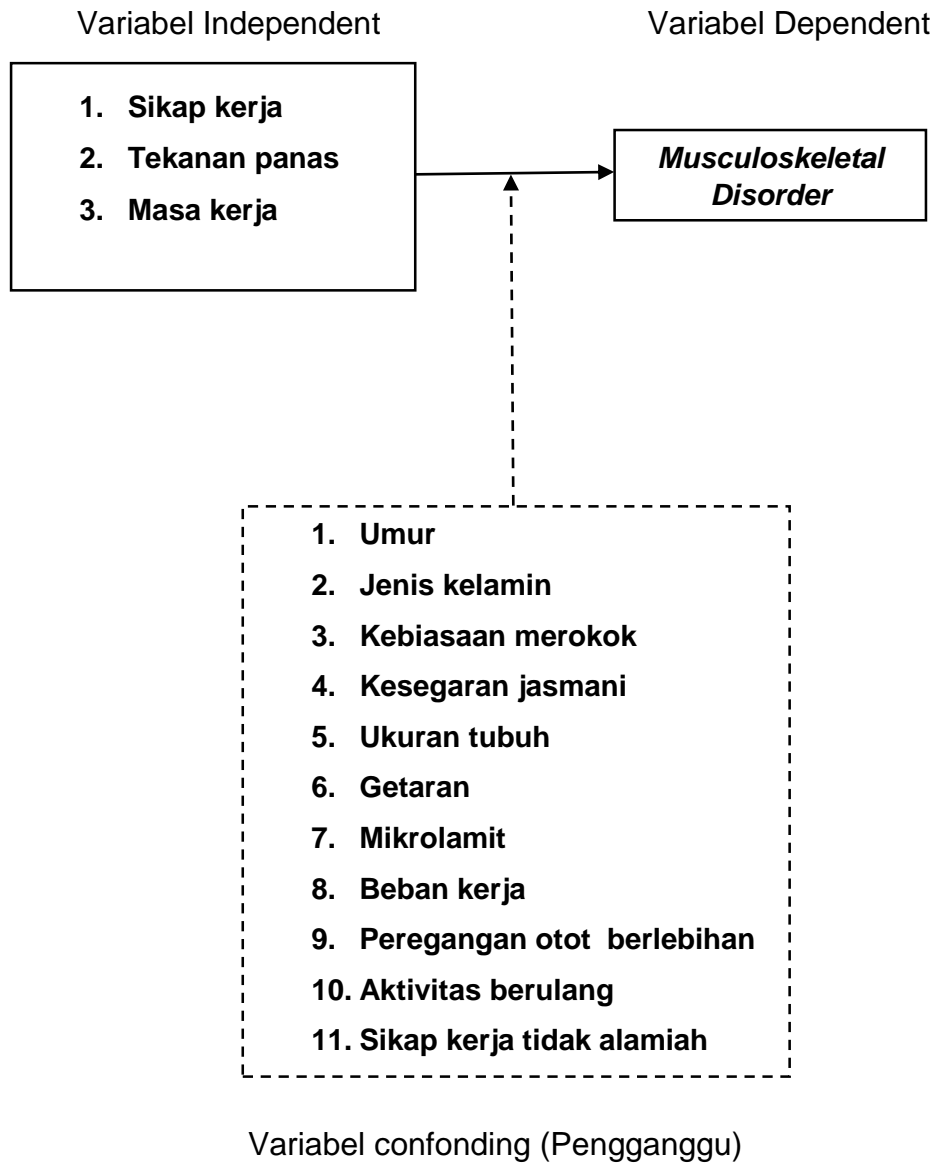 Variabel Independent
Variabel Dependent
1. Sikap kerja
2. Tekanan panas
3. Masa kerja
Musculoskeletal
Disorder
1. Umur
2. Jenis kelamin
3. Kebiasaan merokok
4. Kesegaran jasmani
5. Ukuran tubuh
6. Getaran
7. Mikrolamit
8. Beban kerja
9. Peregangan otot berlebihan
10. Aktivitas berulang
11. Sikap kerja tidak alamiah
Variabel confonding (Pengganggu)